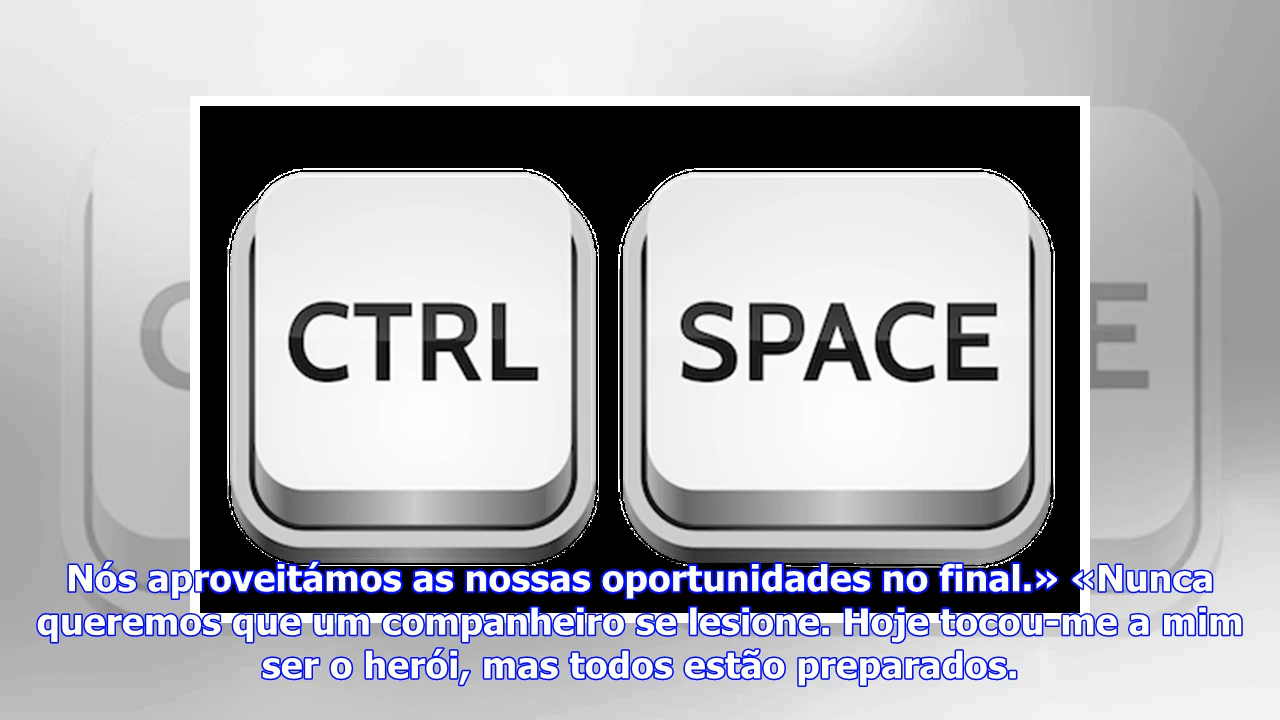 CTRL SPACE
Nós aproveitámos as nossas oportunidades no final.» «Nunca
queremos que um companheiro se lesione. Hoje tocou-me a mim
ser o herói, mas todos estão preparados.